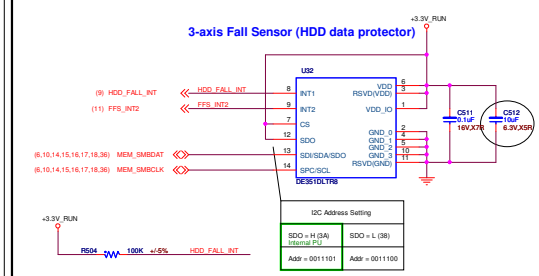 +3.3V_RUN
3-axis Fall Sensor (HDD data protector)
U32
(9) HDD_FALL_INT
HDD_FALL_INT
8
INT1
(11) FFS_INT2
FFS_INT2
9
INT2
7
CS
12
SDO
(6,10,14,15,16,17,18,36) MEM_SMBDAT
13
SDI/SDA/SDO
(6,10,14,15,16,17,18,36) MEM_SMBCLK
14
SPC/SCL
VDD
6
RSVD(VDD)
3
VDD_IO
1
GND_0
2
GND_1
4
GND_2
5
GND_3
10
RSVD(GND)
11
DE351DLTR8
C511
0.1uF
16V,X7R
C512
10uF
6.3V,X5R
I2C Address Setting
SDO = H (3A)
Internal PU
SDO = L (3B)
Addr = 0011101
Addr = 0011100
+3.3V_RUN
R504
100K
+/-5%
HDD_FALL_INT